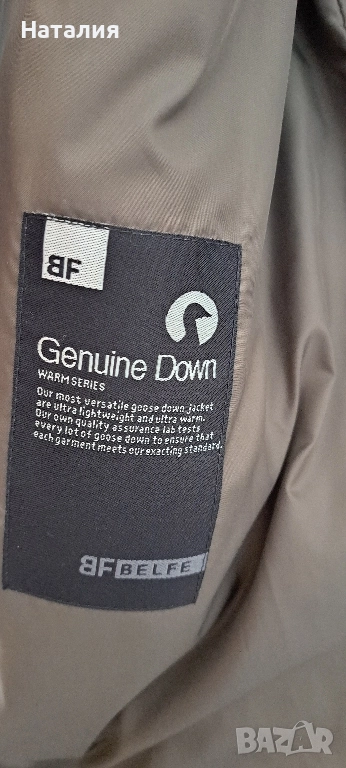 Наталия
BF
Genuine Down
WARM SERIES
Our most versatile goose down jacket
are ultra lightweight and ultra warm.
Our own quality assurance lab tests
every lot of goose down to ensure that
each garment meets our exacting standard.
BF BELFE
BAZAR